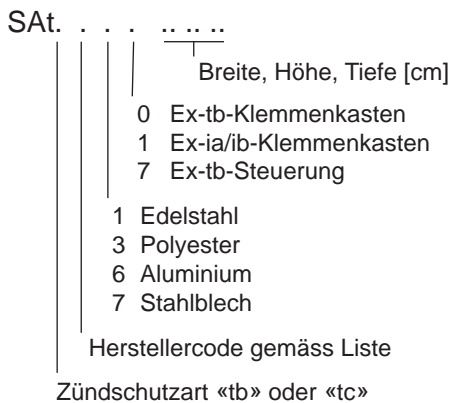 SAt. . . . .. .. ..
Breite, Höhe, Tiefe [cm]
0 Ex-tb-Klemmenkasten
1 Ex-ia/ib-Klemmenkasten
7 Ex-tb-Steuerung
1 Edelstahl
3 Polyester
6 Aluminium
7 Stahlblech
Herstellercode gemäss Liste
Zündschutzart «tb» oder «tc»